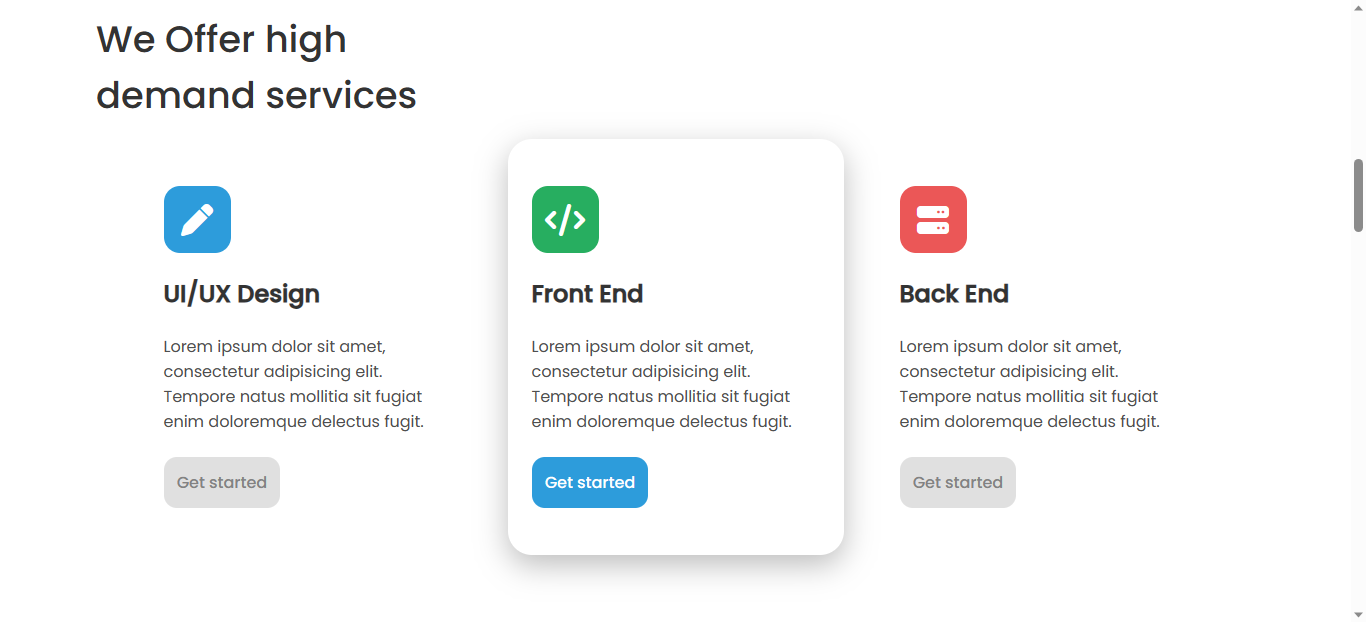 We Offer high
demand services
UI/UX Design
Lorem ipsum dolor sit amet,
consectetur adipisicing elit.
Tempore natus mollitia sit fugiat
enim doloremque delectus fugit.
Get started
Front End
Lorem ipsum dolor sit amet,
consectetur adipisicing elit.
Tempore natus mollitia sit fugiat
enim doloremque delectus fugit.
Get started
Back End
Lorem ipsum dolor sit amet,
consectetur adipisicing elit.
Tempore natus mollitia sit fugiat
enim doloremque delectus fugit.
Get started